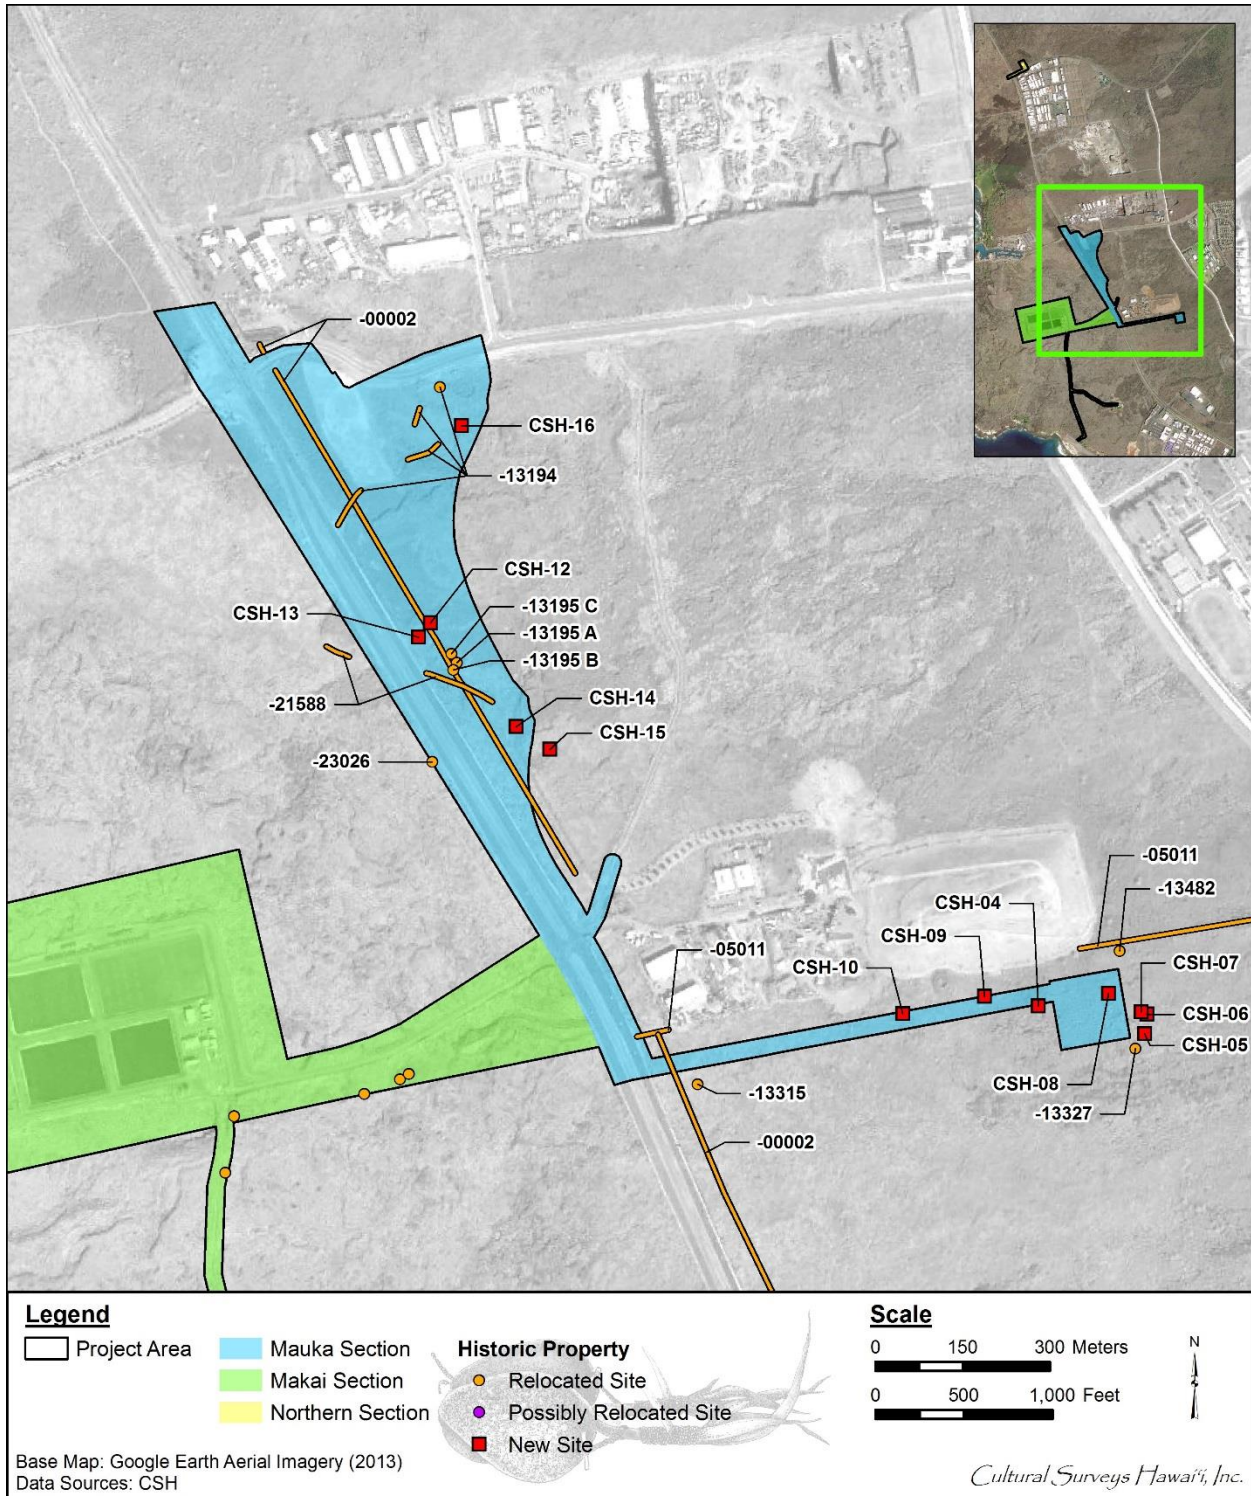 -00002
CSH-16
-13194
CSH-12
-13195 C
CSH-13
-13195 A
-13195 B
-21588
CSH-14
CSH-15
-23026
-05011
-13482
CSH-04
CSH-09
-05011
CSH-07
CSH-10
CSH-06
CSH-05
CSH-08
-13315
-13327
-00002
Legend
Project Area
Mauka Section
Makai Section
Northern Section
Historic Property
Relocated Site
Possibly Relocated Site
New Site
Scale
0 150 300 Meters
0 500 1,000 Feet
N
Base Map: Google Earth Aerial Imagery (2013)
Data Sources: CSH
Cultural Surveys Hawaiʻi, Inc.